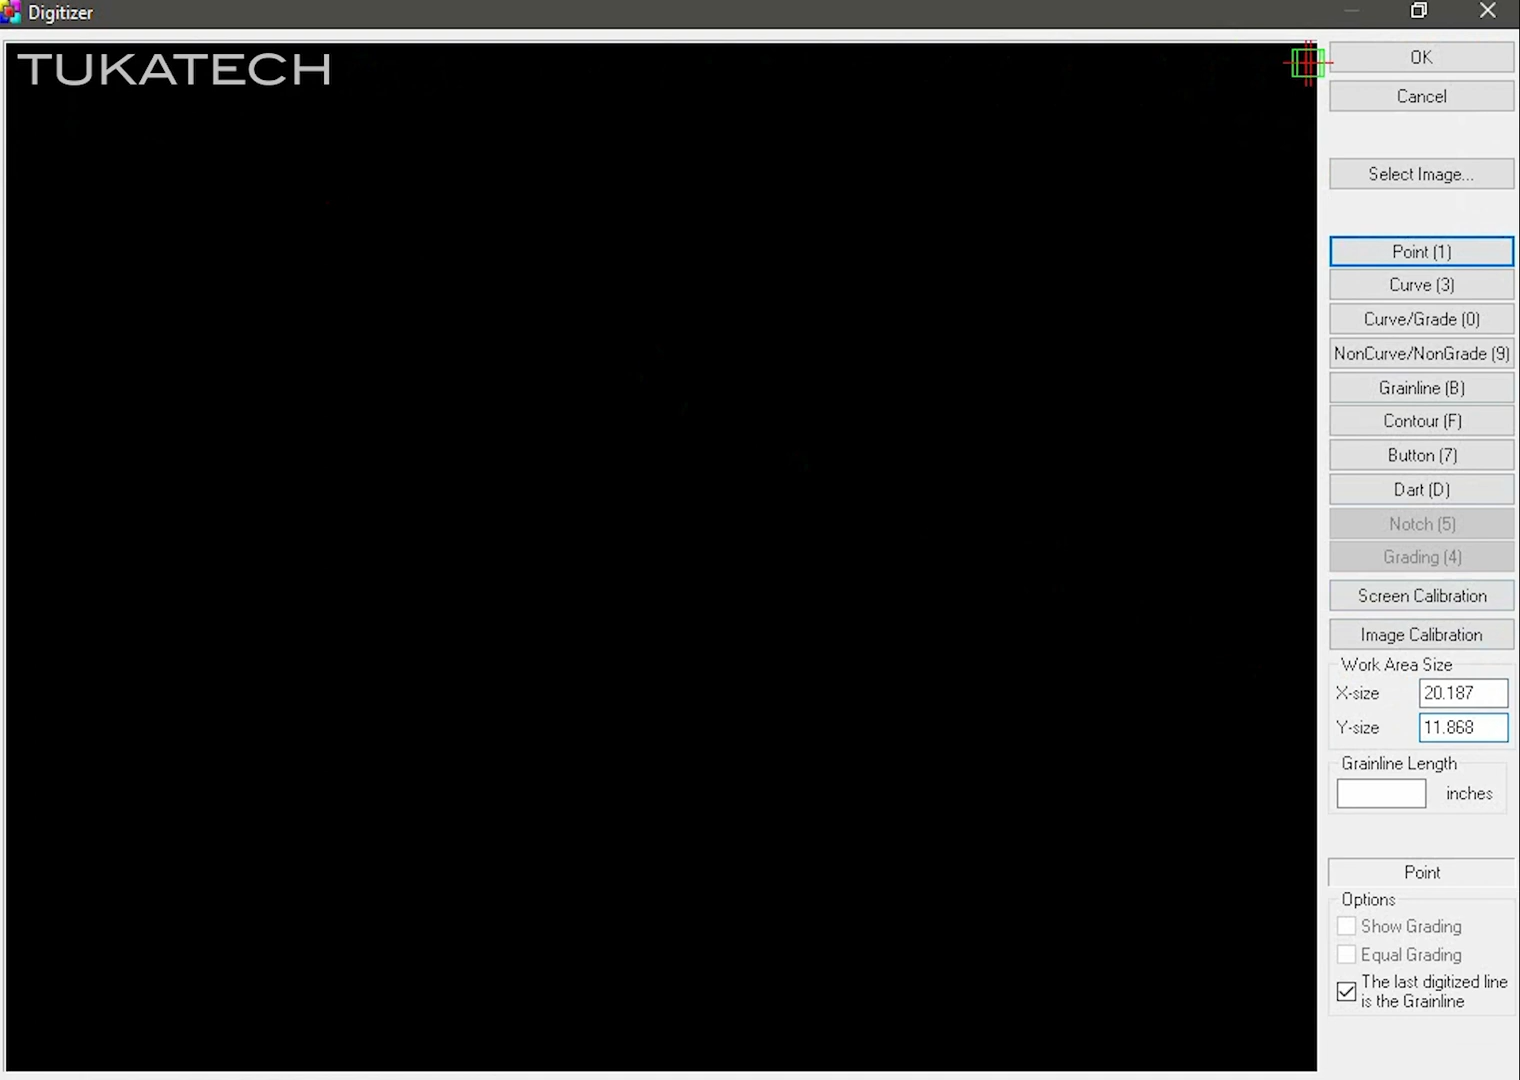 Digitizer
TUKATECH
OK
Cancel
Select Image...
Point (1)
Curve (3)
Curve/Grade (0)
NonCurve/NonGrade (9)
Grainline (B)
Contour (F)
Button (7)
Dart (D)
Notch (5)
Grading (4)
Screen Calibration
Image Calibration
Work Area Size
X-size 20.187
Y-size 11.868
Grainline Length
inches
Point
Options
Show Grading
Equal Grading
The last digitized line
is the Grainline